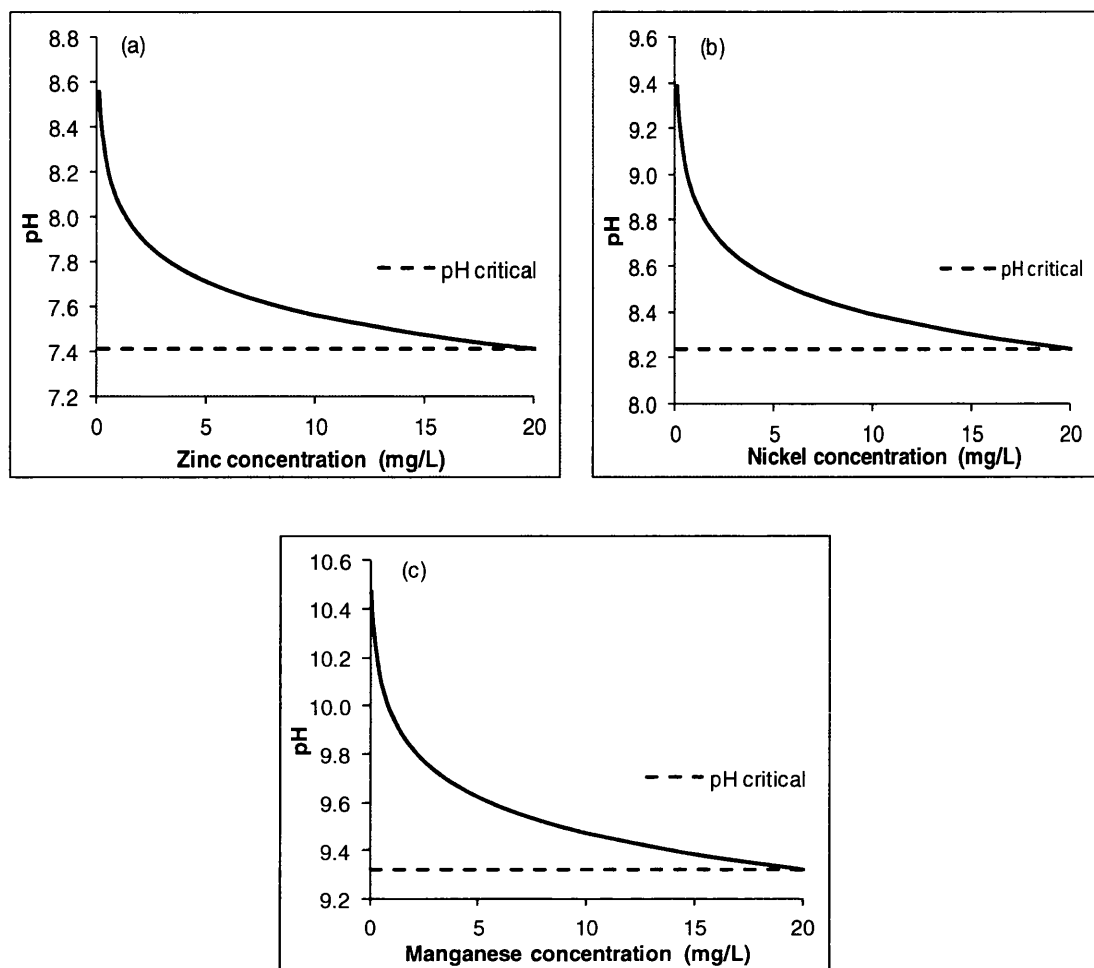 (a)
8.8
8.6
8.4
8.2
8.0
7.8
7.6
7.4
7.2
pH
pH critical
0 5 10 15 20
Zinc concentration (mg/L)
(b)
9.6
9.4
9.2
9.0
8.8
8.6
8.4
8.2
8.0
pH
pH critical
0 5 10 15 20
Nickel concentration (mg/L)
(c)
10.6
10.4
10.2
10.0
9.8
9.6
9.4
9.2
pH
pH critical
0 5 10 15 20
Manganese concentration (mg/L)